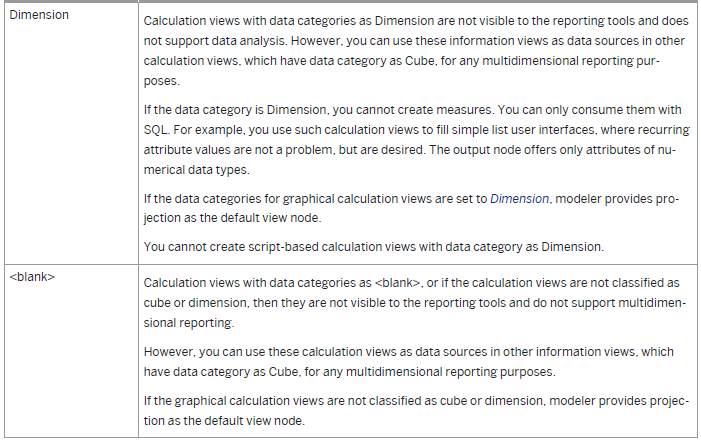 Dimension
Calculation views with data categories as Dimension are not visible to the reporting tools and does
not support data analysis. However, you can use these information views as data sources in other
calculation views, which have data category as Cube, for any multidimensional reporting pur-
poses.
If the data category is Dimension, you cannot create measures. You can only consume them with
SQL. For example, you use such calculation views to fill simple list user interfaces, where recurring
attribute values are not a problem, but are desired. The output node offers only attributes of nu-
merical data types.
If the data categories for graphical calculation views are set to Dimension, modeler provides pro-
jection as the default view node.
You cannot create script-based calculation views with data category as Dimension.
<blank>
Calculation views with data categories as <blank>, or if the calculation views are not classified as
cube or dimension, then they are not visible to the reporting tools and do not support multidimen-
sional reporting.
However, you can use these calculation views as data sources in other information views, which
have data category as Cube, for any multidimensional reporting purposes.
If the graphical calculation views are not classified as cube or dimension, modeler provides projec-
tion as the default view node.